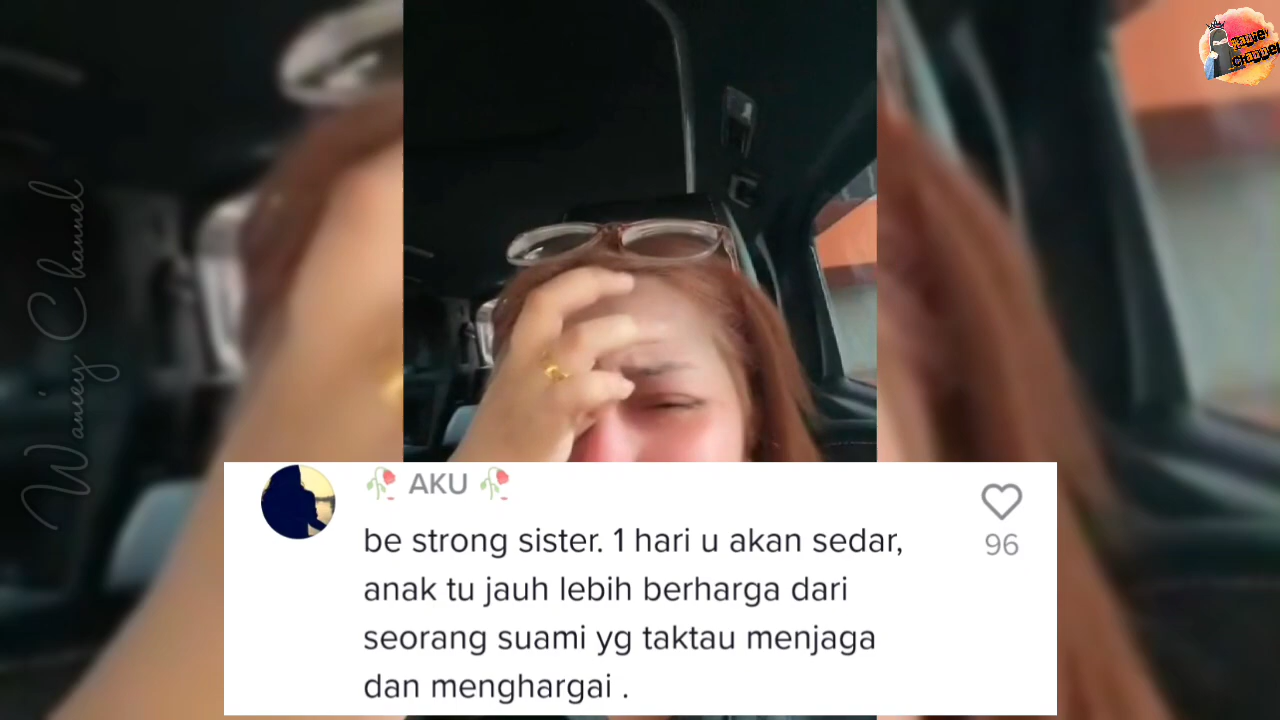 Waniey Channel
🥀 AKU 🥀
be strong sister. 1 hari u akan sedar,
anak tu jauh lebih berharga dari
seorang suami yg taktau menjaga
dan menghargai .
96